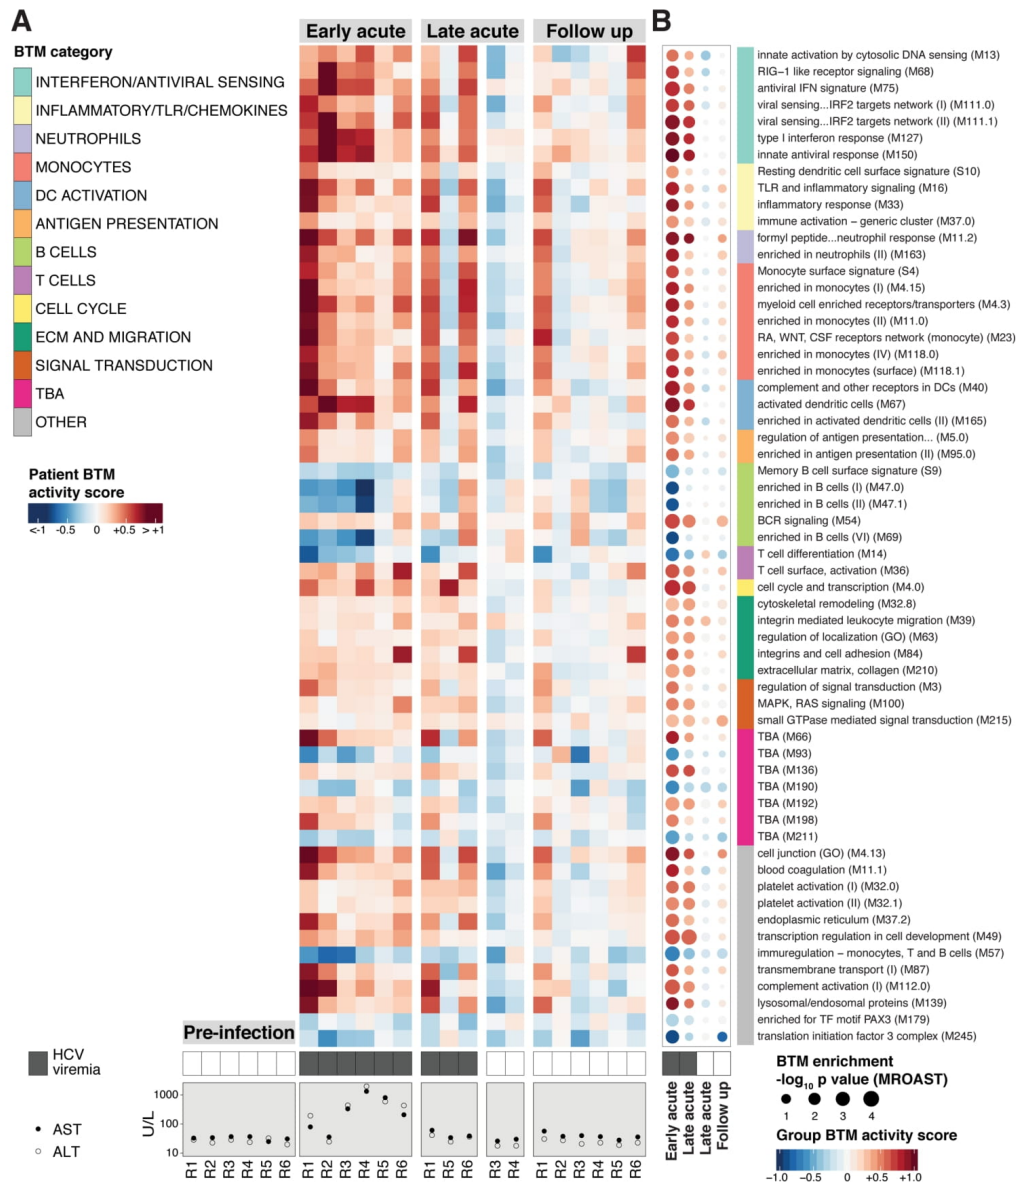 A
B
Early acute
Late acute
Follow up
BTM category
INTERFERON/ANTIVIRAL SENSING
INFLAMMATORY/TLR/CHEMOKINES
NEUTROPHILS
MONOCYTES
DC ACTIVATION
ANTIGEN PRESENTATION
B CELLS
T CELLS
CELL CYCLE
ECM AND MIGRATION
SIGNAL TRANSDUCTION
TBA
OTHER
Patient BTM
activity score
<-1 -0.5 0 +0.5 > +1
innate activation by cytosolic DNA sensing (M13)
RIG−1 like receptor signaling (M68)
antiviral IFN signature (M75)
viral sensing...IRF2 targets network (I) (M111.0)
viral sensing...IRF2 targets network (II) (M111.1)
type I interferon response (M127)
innate antiviral response (M150)
Resting dendritic cell surface signature (S10)
TLR and inflammatory signaling (M16)
inflammatory response (M33)
immune activation − generic cluster (M37.0)
formyl peptide...neutrophil response (M11.2)
enriched in neutrophils (II) (M163)
Monocyte surface signature (S4)
enriched in monocytes (I) (M4.15)
myeloid cell enriched receptors/transporters (M4.3)
enriched in monocytes (II) (M11.0)
RA, WNT, CSF receptors network (monocyte) (M23)
enriched in monocytes (IV) (M118.0)
enriched in monocytes (surface) (M118.1)
complement and other receptors in DCs (M40)
activated dendritic cells (M67)
enriched in activated dendritic cells (II) (M165)
regulation of antigen presentation... (M5.0)
enriched in antigen presentation (II) (M95.0)
Memory B cell surface signature (S9)
enriched in B cells (I) (M47.0)
enriched in B cells (II) (M47.1)
BCR signaling (M54)
enriched in B cells (VI) (M69)
T cell differentiation (M14)
T cell surface, activation (M36)
cell cycle and transcription (M4.0)
cytoskeletal remodeling (M32.8)
integrin mediated leukocyte migration (M39)
regulation of localization (GO) (M63)
integrins and cell adhesion (M84)
extracellular matrix, collagen (M210)
regulation of signal transduction (M3)
MAPK, RAS signaling (M100)
small GTPase mediated signal transduction (M215)
TBA (M66)
TBA (M93)
TBA (M136)
TBA (M190)
TBA (M192)
TBA (M198)
TBA (M211)
cell junction (GO) (M4.13)
blood coagulation (M11.1)
platelet activation (I) (M32.0)
platelet activation (II) (M32.1)
endoplasmic reticulum (M37.2)
transcription regulation in cell development (M49)
immuregulation − monocytes, T and B cells (M57)
transmembrane transport (I) (M87)
complement activation (I) (M112.0)
lysosomal/endosomal proteins (M139)
enriched for TF motif PAX3 (M179)
translation initiation factor 3 complex (M245)
Pre-infection
HCV
viremia
AST
ALT
U/L
1000
100
10
R1 R2 R3 R4 R5 R6
R1 R2 R3 R4 R5 R6
R1 R5 R6
R3 R4
R1 R2 R3 R4 R5 R6
Early acute
Late acute
Late acute
Follow up
BTM enrichment
-log10 p value (MROAST)
1 2 3 4
Group BTM activity score
−1.0 −0.5 0 +0.5 +1.0